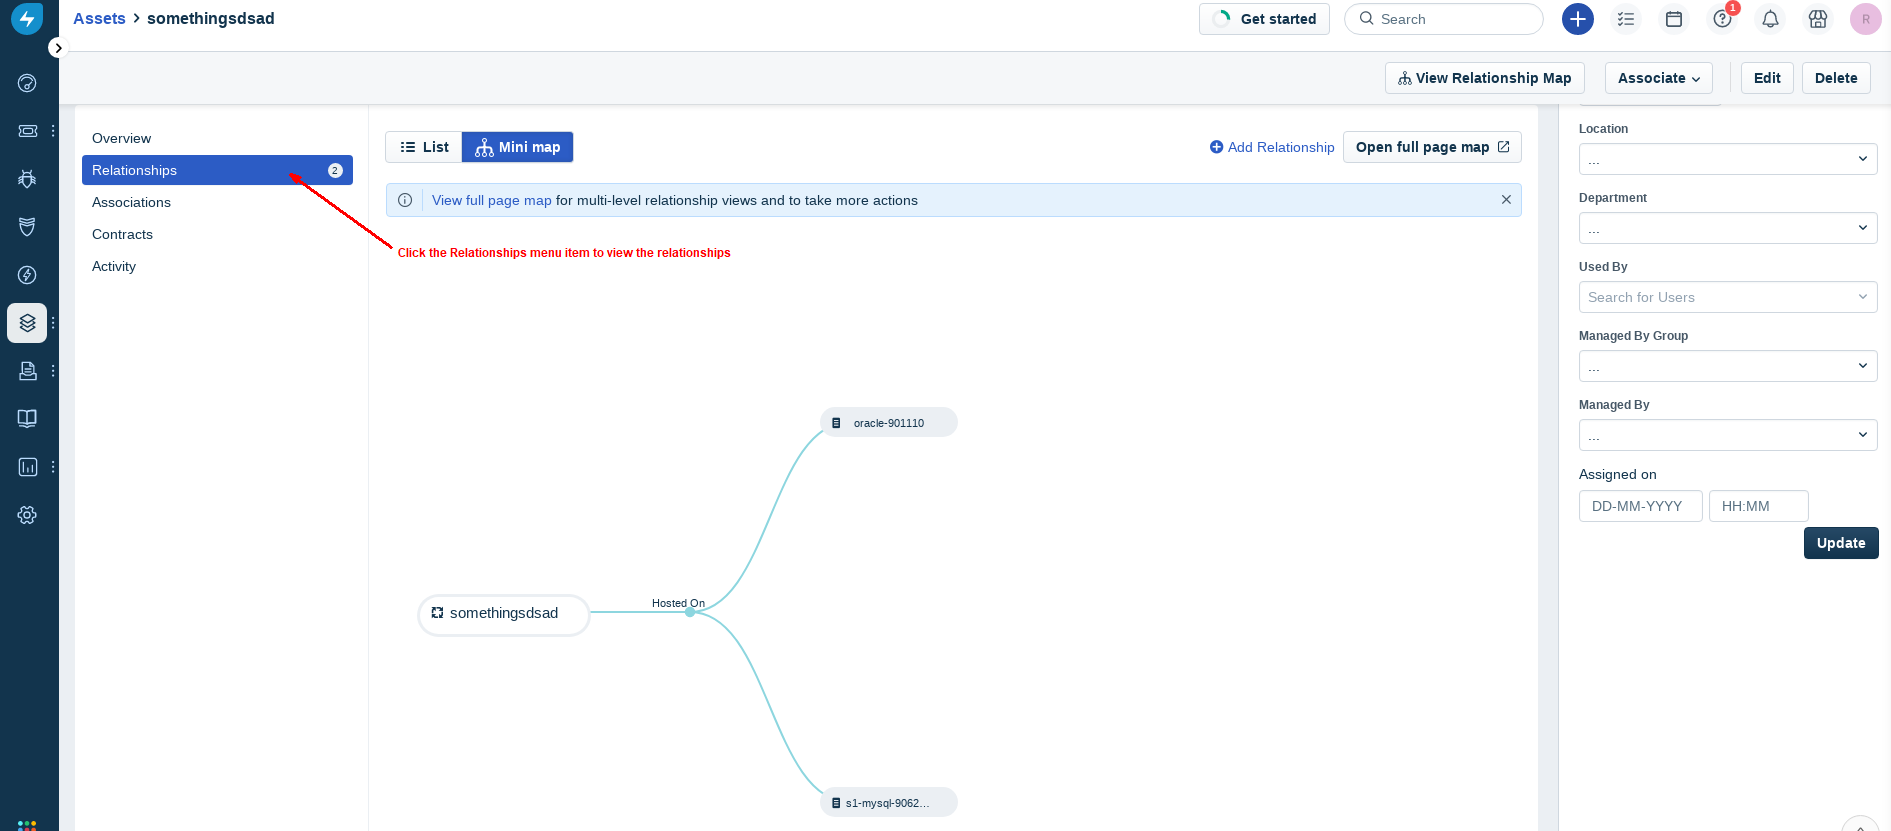 Assets > somethingsdsad
Get started
Search
1
R
View Relationship Map
Associate
Edit
Delete
Overview
Relationships 2
Associations
Contracts
Activity
List
Mini map
Add Relationship
Open full page map
View full page map for multi-level relationship views and to take more actions
Click the Relationships menu item to view the relationships
oracle-901110
Hosted On
somethingsdsad
s1-mysql-9062...
Location
...
Department
...
Used By
Search for Users
Managed By Group
...
Managed By
...
Assigned on
DD-MM-YYYY
HH:MM
Update